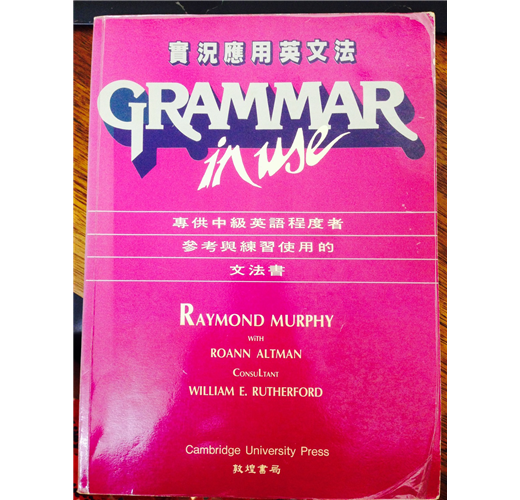 實況應用英文法
GRAMMAR
in use
專供中級英語程度者
參考與練習使用的
文法書
RAYMOND MURPHY
WITH
ROANN ALTMAN
CONSULTANT
WILLIAM E. RUTHERFORD
Cambridge University Press
敦煌書局